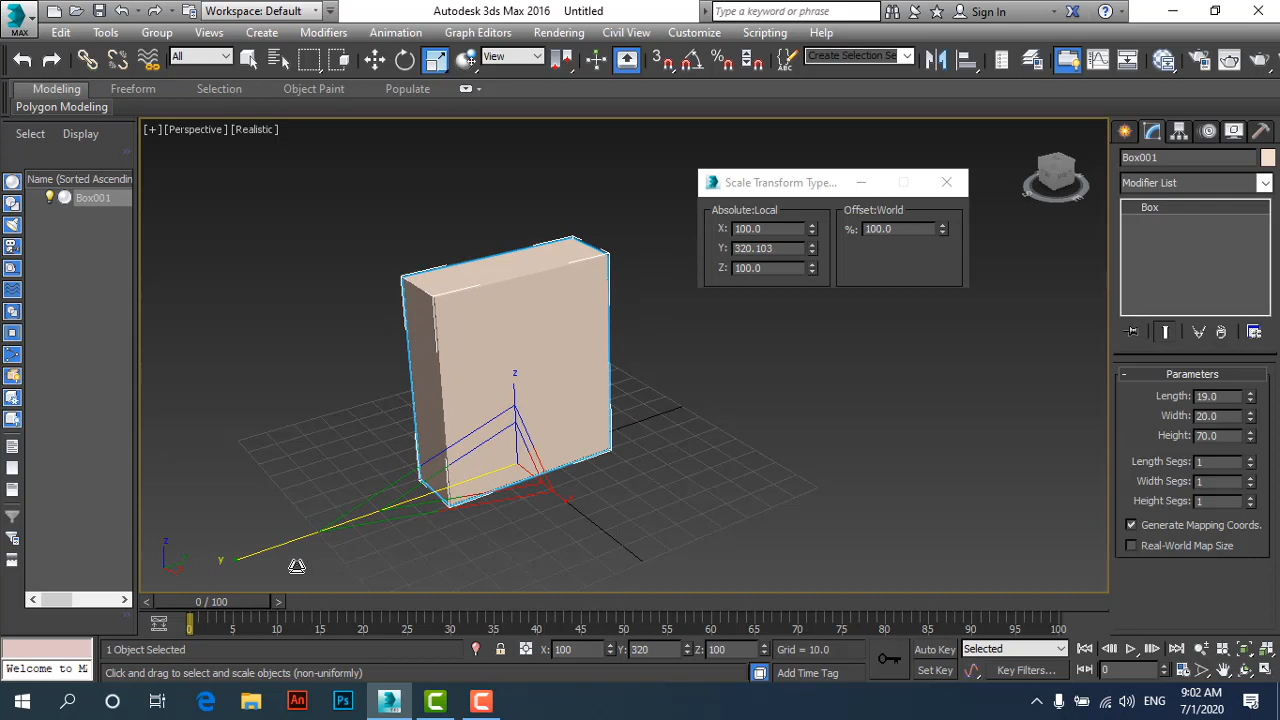 MAX
Workspace: Default
Autodesk 3ds Max 2016 Untitled
Type a keyword or phrase
Sign In
Edit Tools Group Views Create Modifiers Animation Graph Editors Rendering Civil View Customize Scripting Help
All
View
3
Create Selection Se
Modeling Freeform Selection Object Paint Populate
Polygon Modeling
Select Display
Name (Sorted Ascending
Box001
[+] [Perspective] [Realistic]
Scale Transform Type...
Absolute:Local
X: 100.0
Y: 320.103
Z: 100.0
Offset:World
%: 100.0
z
y
z
Box001
Modifier List
Box
Parameters
Length: 19.0
Width: 20.0
Height: 70.0
Length Segs: 1
Width Segs: 1
Height Segs: 1
Generate Mapping Coords.
Real-World Map Size
0 / 100
0 5 10 15 20 25 30 35 40 45 50 55 60 65 70 75 80 85 90 95 100
1 Object Selected
X: 100
Y: 320
Z: 100
Grid = 10.0
Auto Key
Selected
Welcome to M
Click and drag to select and scale objects (non-uniformly)
Add Time Tag
Set Key
Key Filters...
0
An
Ps
ENG
9:02 AM
7/1/2020